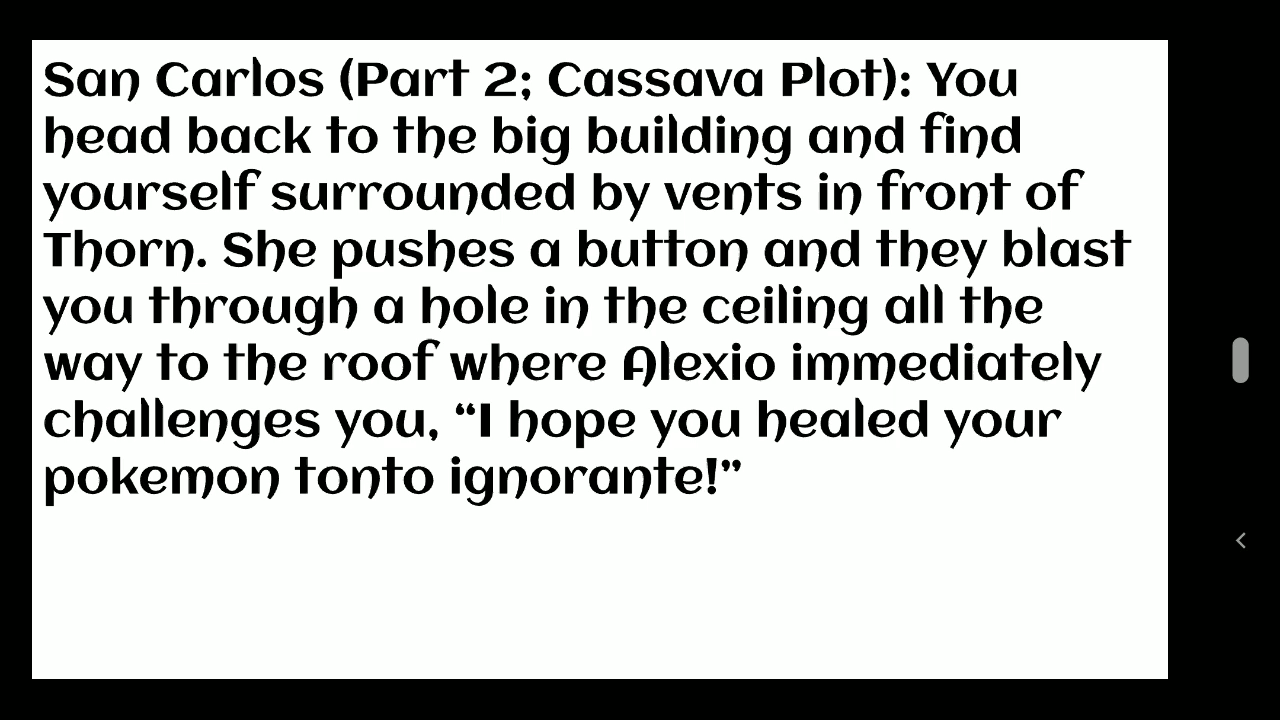 San Carlos (Part 2; Cassava Plot): You
head back to the big building and find
yourself surrounded by vents in front of
Thorn. She pushes a button and they blast
you through a hole in the ceiling all the
way to the roof where Alexio immediately
challenges you, “I hope you healed your
pokemon tonto ignorante!”